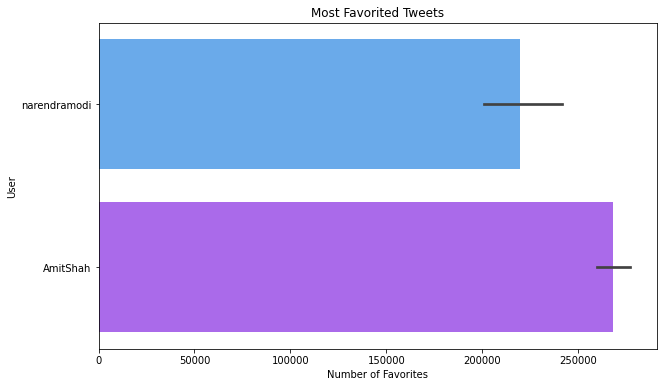 Most Favorited Tweets
User
narendramodi
AmitShah
0 50000 100000 150000 200000 250000
Number of Favorites